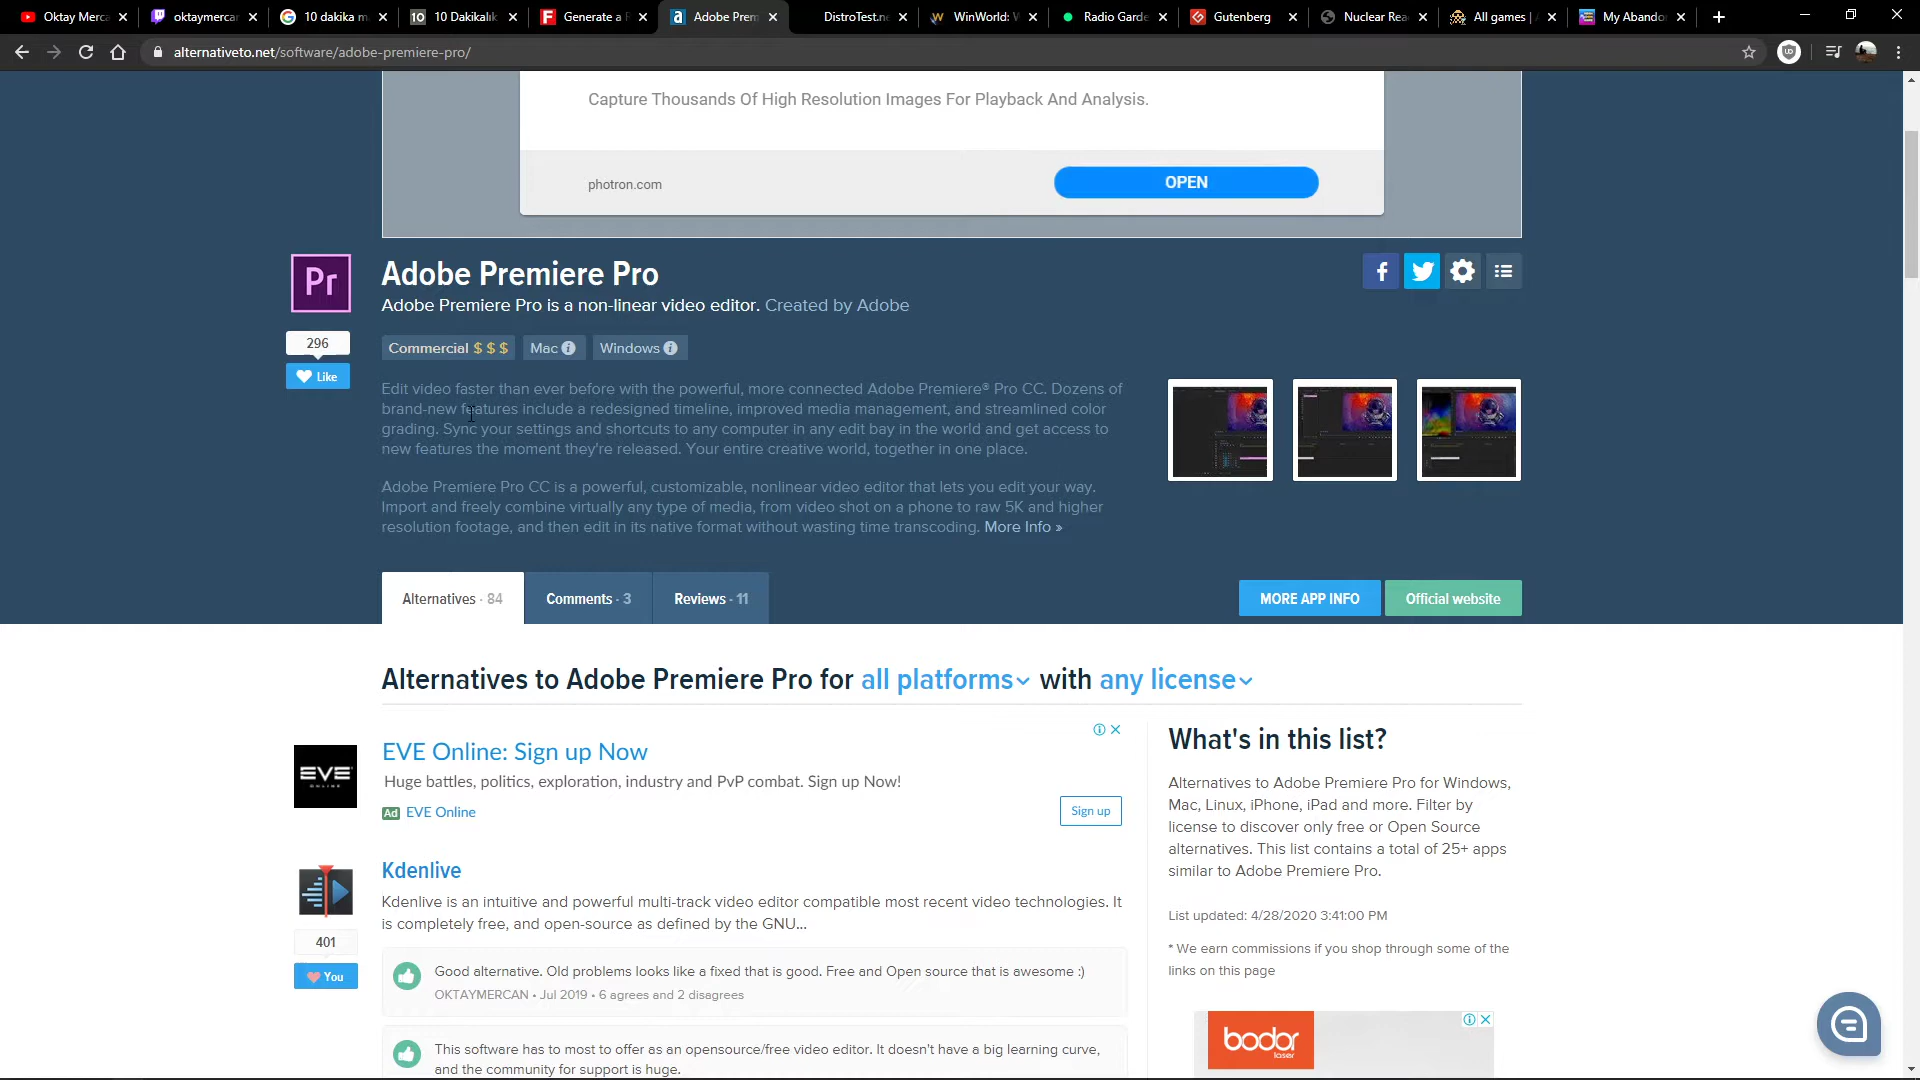 Oktay Merca
oktaymercan
10 dakika m
10 Dakikalık
Generate a F
Adobe Prem
DistroTest.ne
WinWorld: W
Radio Garde
Gutenberg
Nuclear Rea
All games |
My Abando
alternativeto.net/software/adobe-premiere-pro/
Capture Thousands Of High Resolution Images For Playback And Analysis.
photron.com
OPEN
Pr
Adobe Premiere Pro
Adobe Premiere Pro is a non-linear video editor. Created by Adobe
296
Like
Commercial $ $ $
Mac
Windows
Edit video faster than ever before with the powerful, more connected Adobe Premiere® Pro CC. Dozens of
brand-new features include a redesigned timeline, improved media management, and streamlined color
grading. Sync your settings and shortcuts to any computer in any edit bay in the world and get access to
new features the moment they're released. Your entire creative world, together in one place.
Adobe Premiere Pro CC is a powerful, customizable, nonlinear video editor that lets you edit your way.
Import and freely combine virtually any type of media, from video shot on a phone to raw 5K and higher
resolution footage, and then edit in its native format without wasting time transcoding. More Info »
Alternatives · 84
Comments · 3
Reviews · 11
MORE APP INFO
Official website
Alternatives to Adobe Premiere Pro for all platforms with any license
EVE ONLINE
EVE Online: Sign up Now
Huge battles, politics, exploration, industry and PvP combat. Sign up Now!
Ad EVE Online
Sign up
Kdenlive
Kdenlive is an intuitive and powerful multi-track video editor compatible most recent video technologies. It
is completely free, and open-source as defined by the GNU...
401
You
Good alternative. Old problems looks like a fixed that is good. Free and Open source that is awesome :)
OKTAYMERCAN • Jul 2019 • 6 agrees and 2 disagrees
This software has to most to offer as an opensource/free video editor. It doesn't have a big learning curve,
and the community for support is huge.
What's in this list?
Alternatives to Adobe Premiere Pro for Windows,
Mac, Linux, iPhone, iPad and more. Filter by
license to discover only free or Open Source
alternatives. This list contains a total of 25+ apps
similar to Adobe Premiere Pro.
List updated: 4/28/2020 3:41:00 PM
* We earn commissions if you shop through some of the
links on this page
bodor
laser